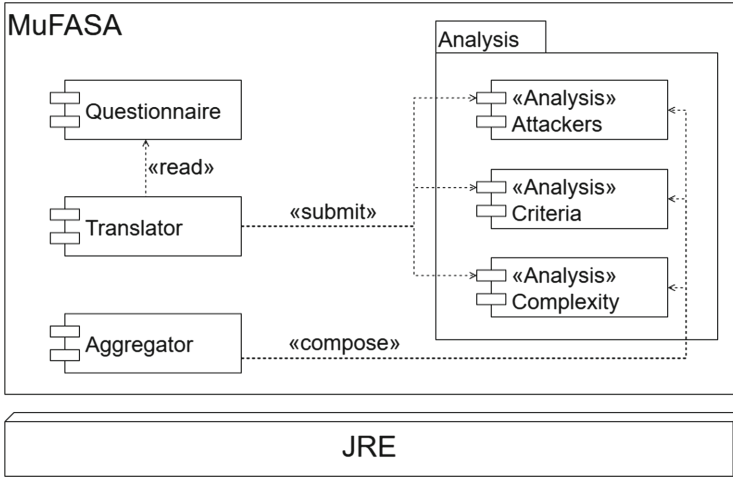 MuFASA
Analysis
Questionnaire
«read»
Translator
«submit»
Aggregator
«compose»
«Analysis»
Attackers
«Analysis»
Criteria
«Analysis»
Complexity
JRE